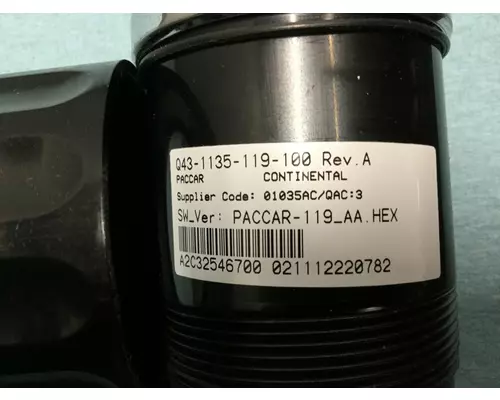 Q43-1135-119-100 Rev.A
PACCAR CONTINENTAL
Supplier Code: 01035AC/QAC:3
SW_Ver: PACCAR-119_AA.HEX
A2C32546700 021112220782